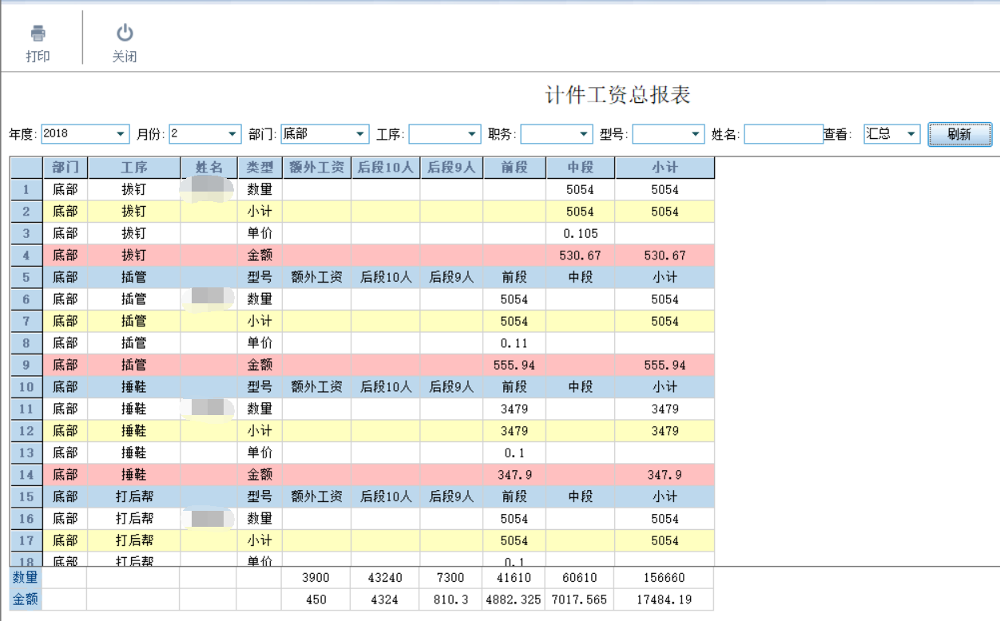 打印 关闭
计件工资总报表
年度: 2018 月份: 2 部门: 底部 工序: 职务: 型号: 姓名: 查看: 汇总 刷新
部门 工序 姓名 类型 额外工资 后段10人 后段9人 前段 中段 小计
1 底部 拔钉 数量 5054 5054
2 底部 拔钉 小计 5054 5054
3 底部 拔钉 单价 0.105
4 底部 拔钉 金额 530.67 530.67
5 底部 插管 型号 额外工资 后段10人 后段9人 前段 中段 小计
6 底部 插管 数量 5054 5054
7 底部 插管 小计 5054 5054
8 底部 插管 单价 0.11
9 底部 插管 金额 555.94 555.94
10 底部 捶鞋 型号 额外工资 后段10人 后段9人 前段 中段 小计
11 底部 捶鞋 数量 3479 3479
12 底部 捶鞋 小计 3479 3479
13 底部 捶鞋 单价 0.1
14 底部 捶鞋 金额 347.9 347.9
15 底部 打后帮 型号 额外工资 后段10人 后段9人 前段 中段 小计
16 底部 打后帮 数量 5054 5054
17 底部 打后帮 小计 5054 5054
18 底部 打后帮 单价 0.1
数量 3900 43240 7300 41610 60610 156660
金额 450 4324 810.3 4882.325 7017.565 17484.19